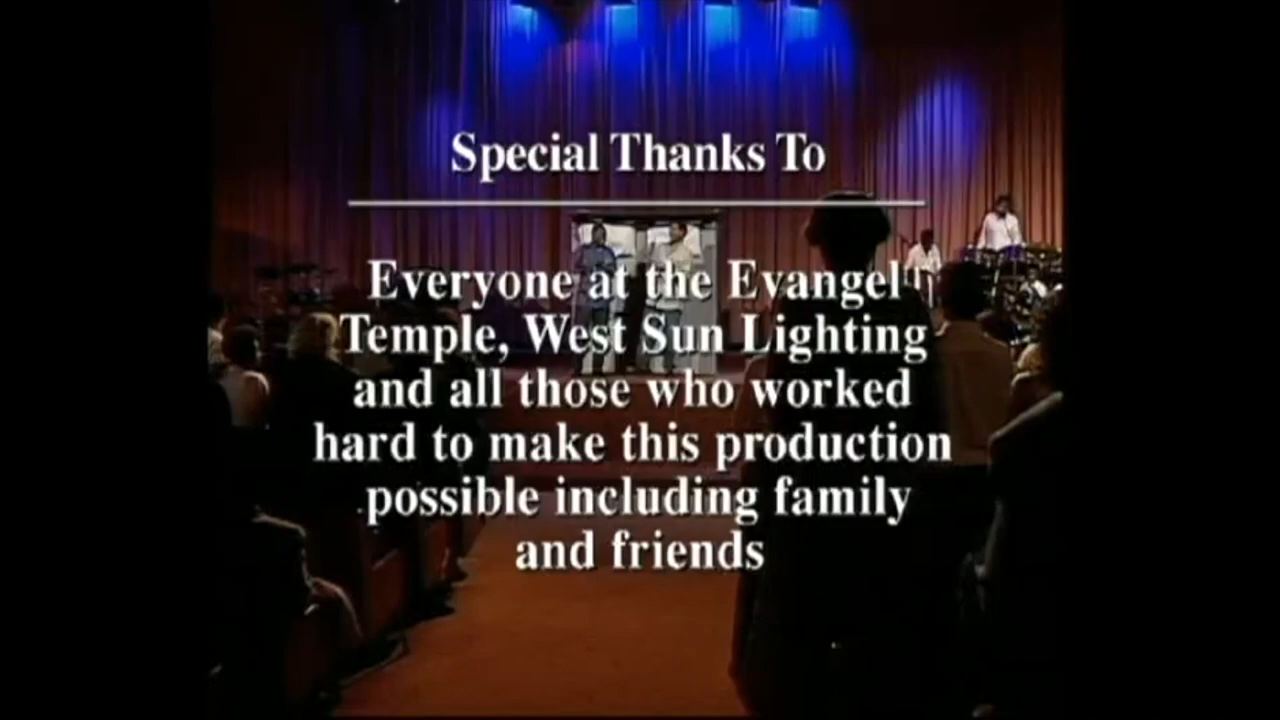 Special Thanks To
Everyone at the Evangel
Temple, West Sun Lighting
and all those who worked
hard to make this production
possible including family
and friends